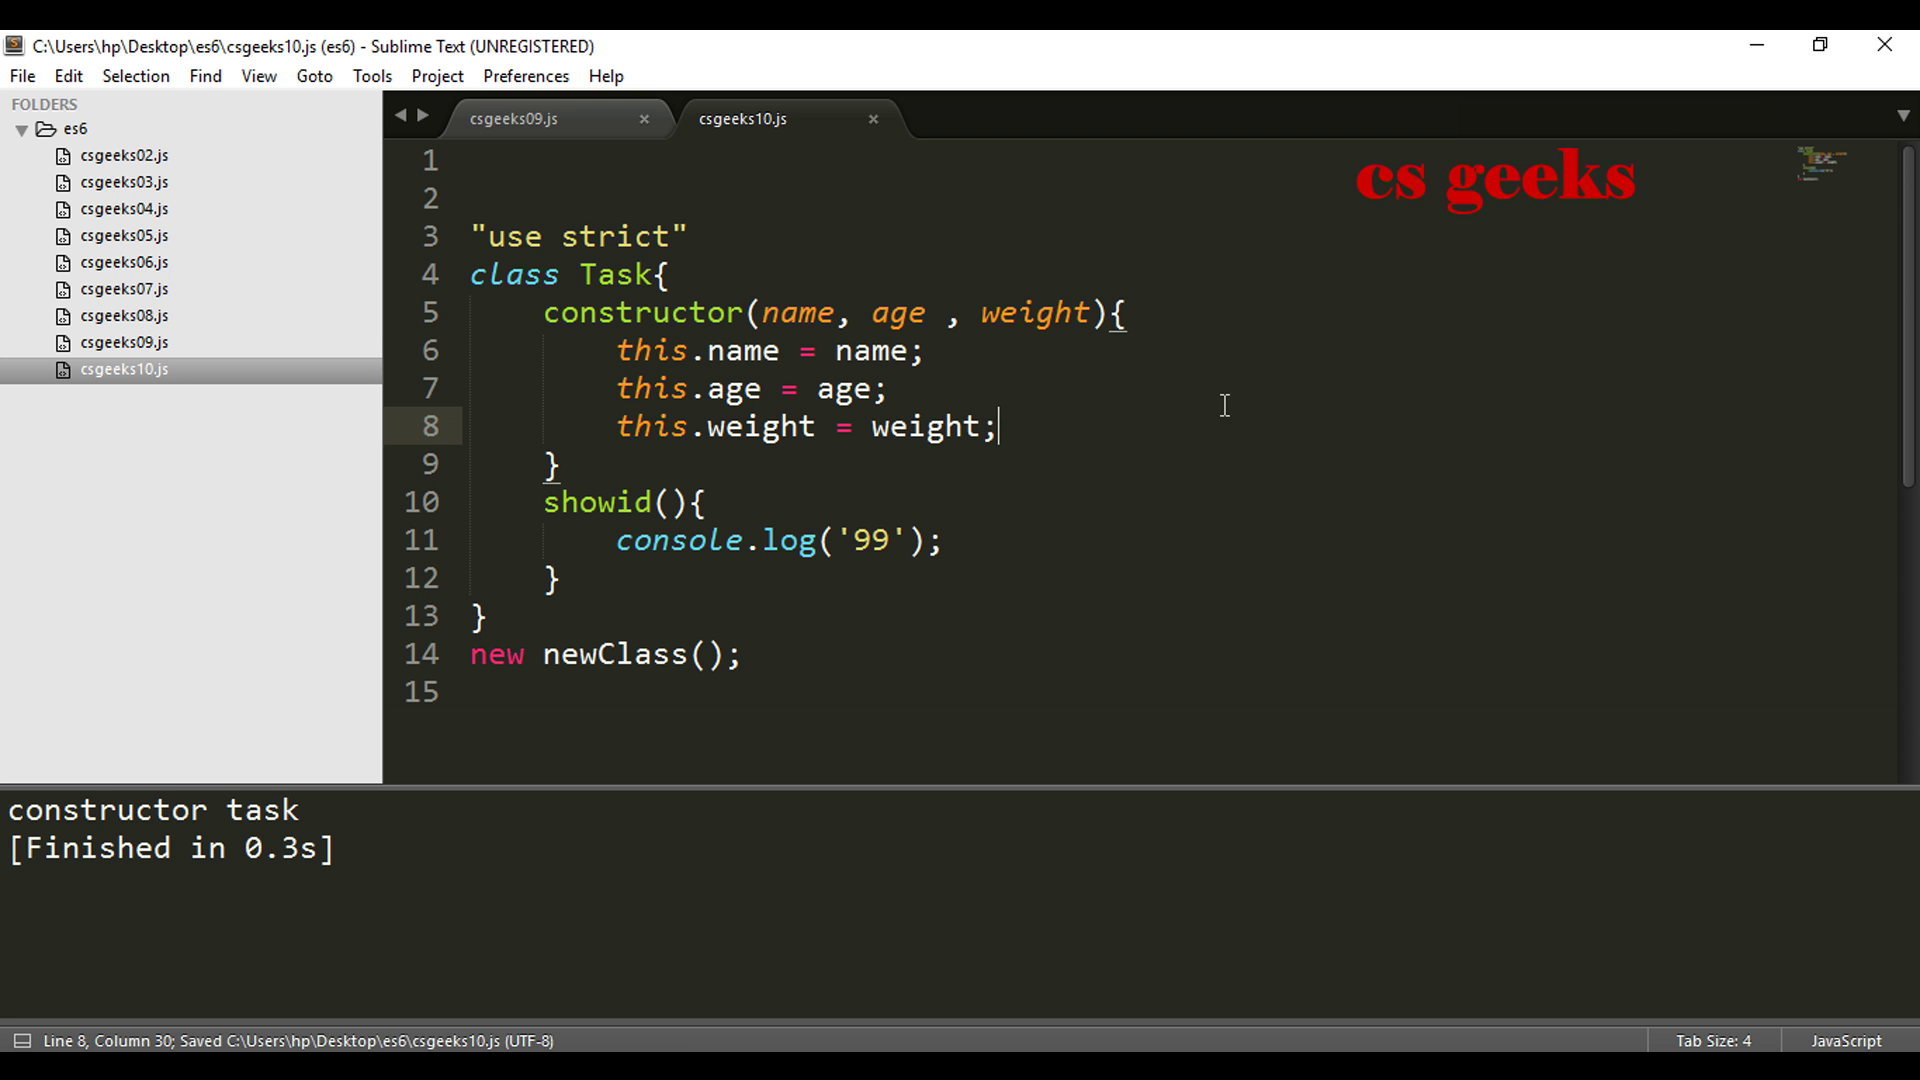 C:\Users\hp\Desktop\es6\csgeeks10.js (es6) - Sublime Text (UNREGISTERED)
File Edit Selection Find View Goto Tools Project Preferences Help
FOLDERS
es6
csgeeks02.js
csgeeks03.js
csgeeks04.js
csgeeks05.js
csgeeks06.js
csgeeks07.js
csgeeks08.js
csgeeks09.js
csgeeks10.js
csgeeks09.js × csgeeks10.js ×
cs geeks
1
2
3 "use strict"
4 class Task{
5     constructor(name, age , weight){
6         this.name = name;
7         this.age = age;
8         this.weight = weight;
9     }
10     showid(){
11         console.log('99');
12     }
13 }
14 new newClass();
15
constructor task
[Finished in 0.3s]
Line 8, Column 30; Saved C:\Users\hp\Desktop\es6\csgeeks10.js (UTF-8) Tab Size: 4 JavaScript